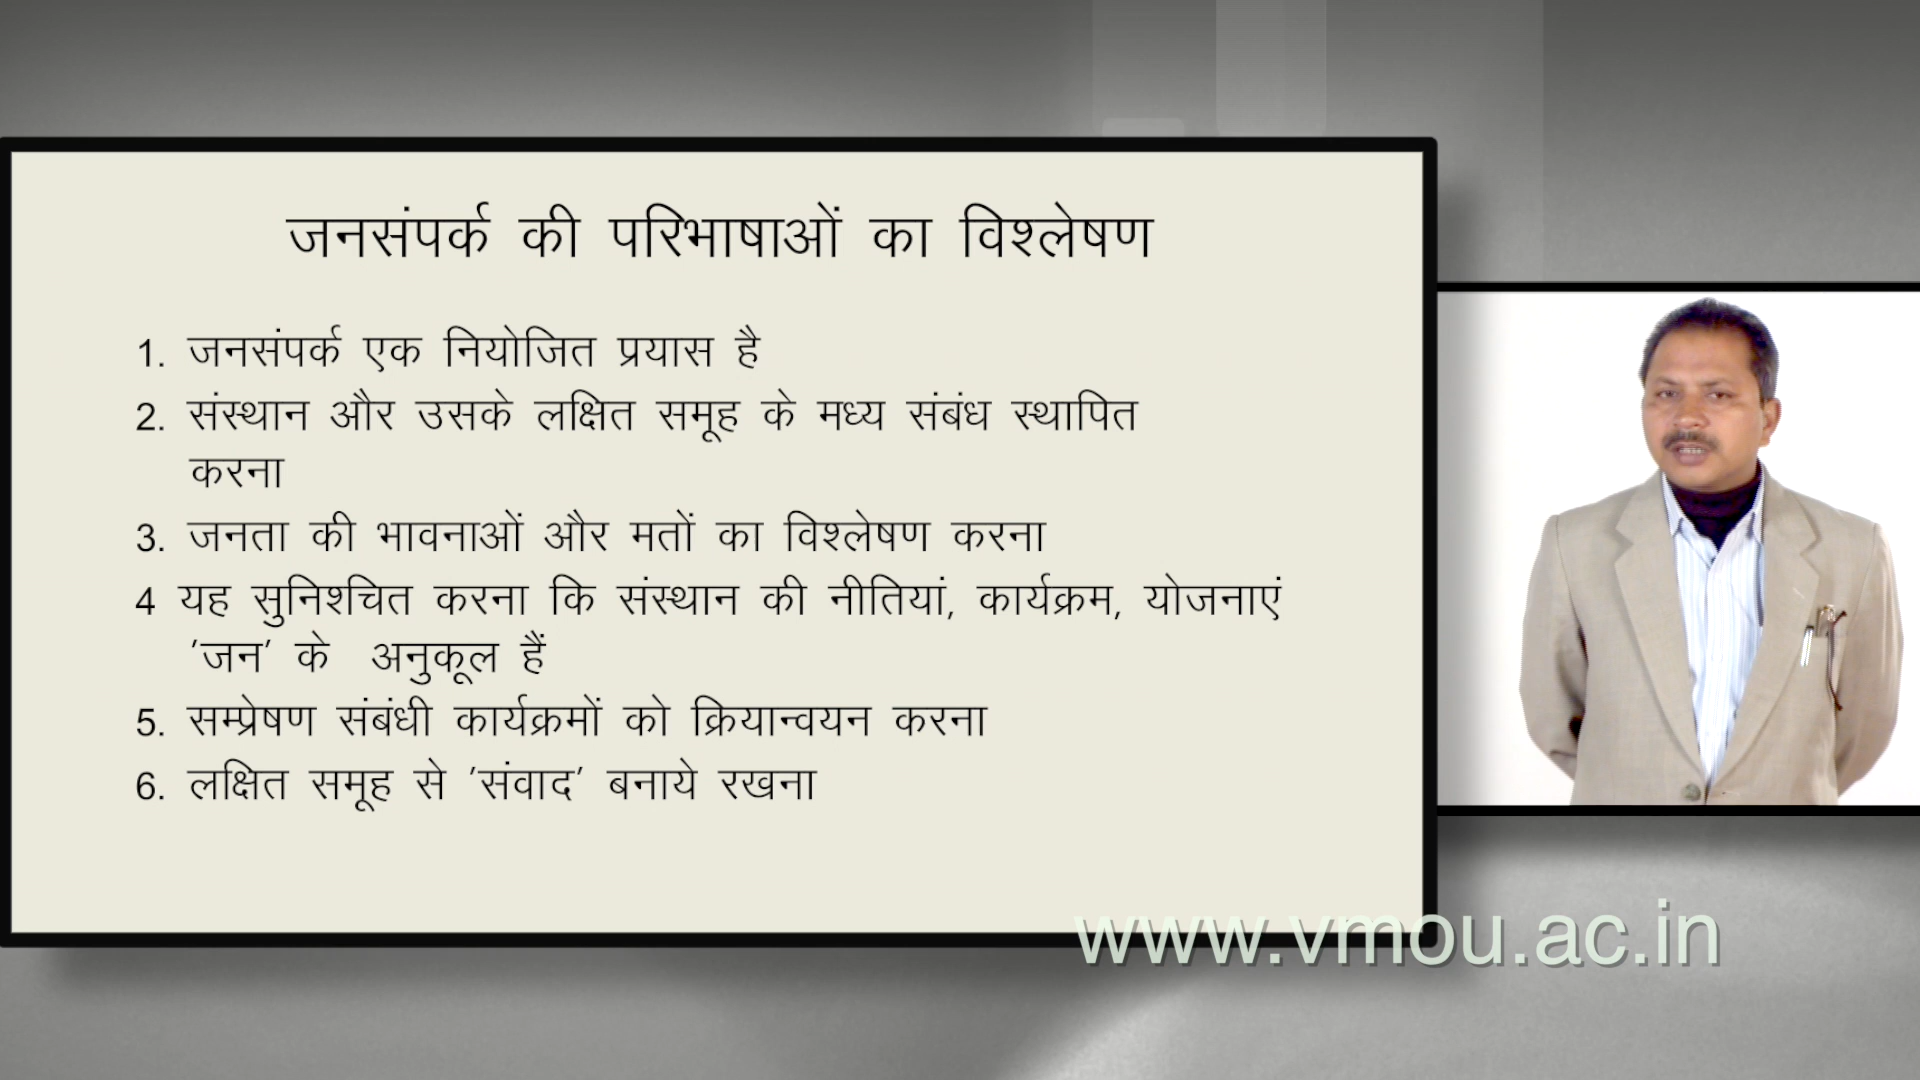 जनसंपर्क की परिभाषाओं का विश्लेषण
1. जनसंपर्क एक नियोजित प्रयास है
2. संस्थान और उसके लक्षित समूह के मध्य संबंध स्थापित
करना
3. जनता की भावनाओं और मतों का विश्लेषण करना
4 यह सुनिश्चित करना कि संस्थान की नीतियां, कार्यक्रम, योजनाएं
'जन' के अनुकूल हैं
5. सम्प्रेषण संबंधी कार्यक्रमों को क्रियान्वयन करना
6. लक्षित समूह से 'संवाद' बनाये रखना
www.vmou.ac.in